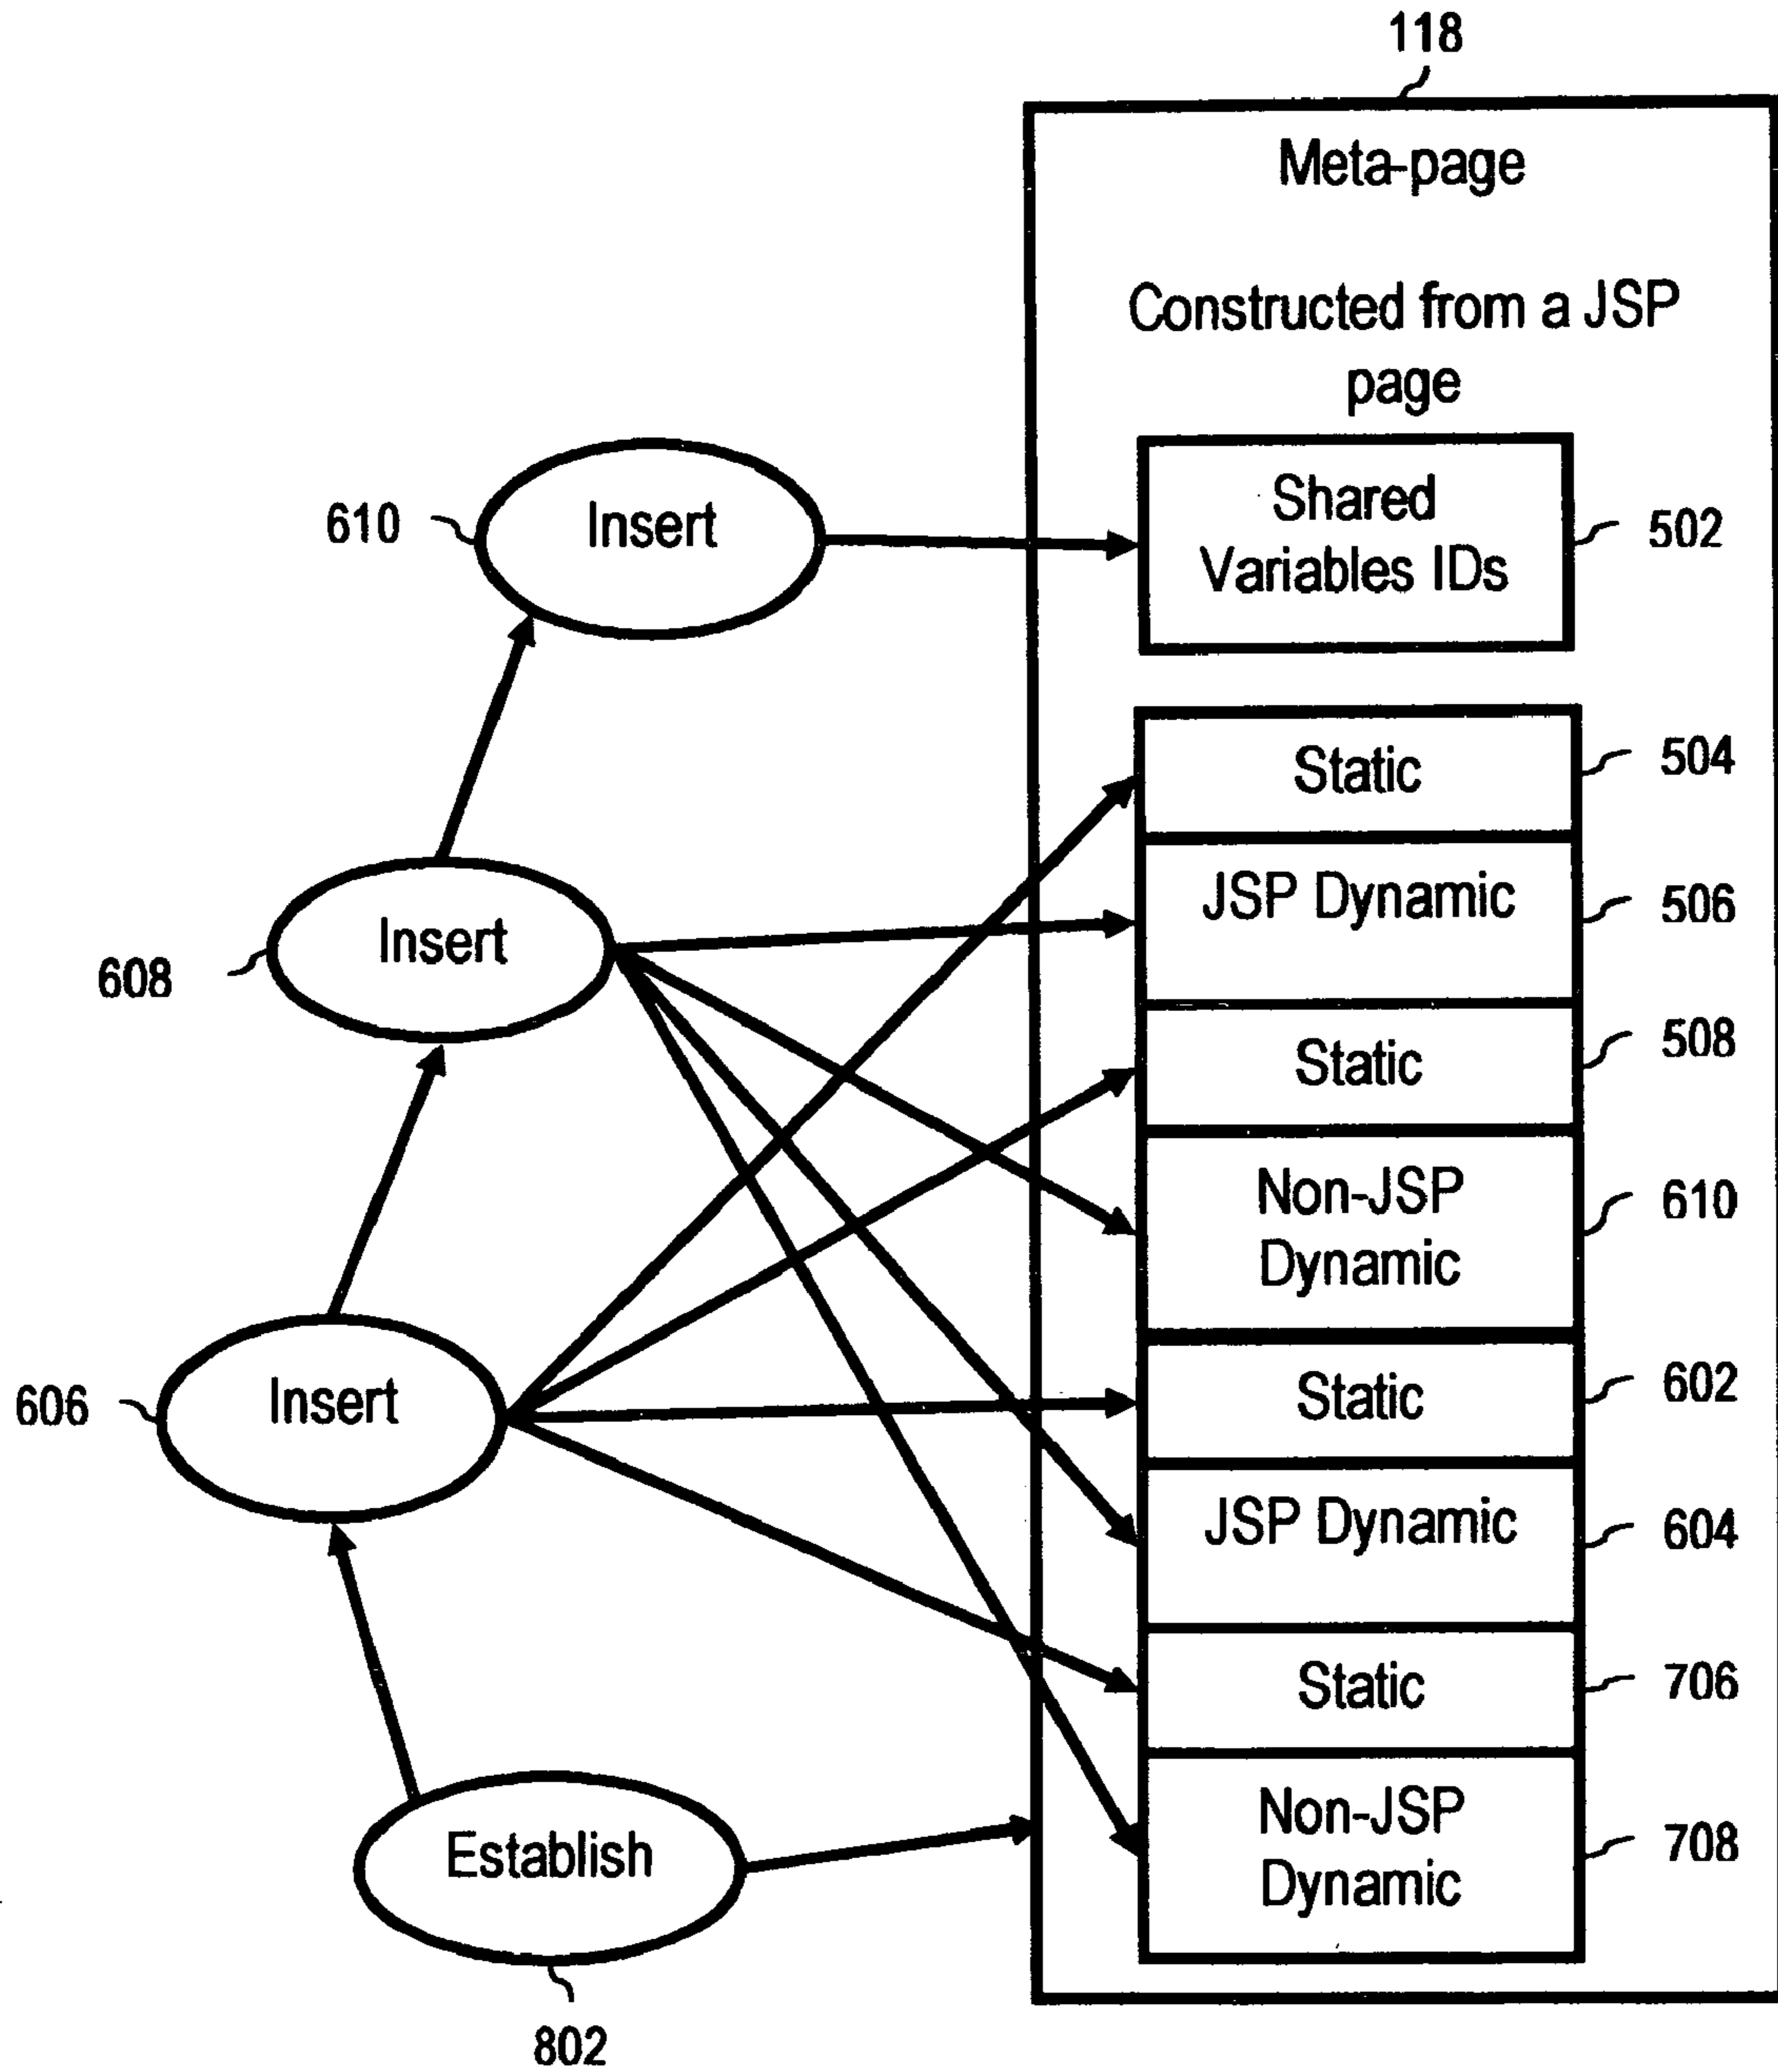 118
Meta-page
Constructed from a JSP
page
610
Insert
Shared
Variables IDs
502
Static
504
JSP Dynamic
506
608
Insert
Static
508
Non-JSP
Dynamic
610
606
Insert
Static
602
JSP Dynamic
604
Static
706
Establish
802
Non-JSP
Dynamic
708